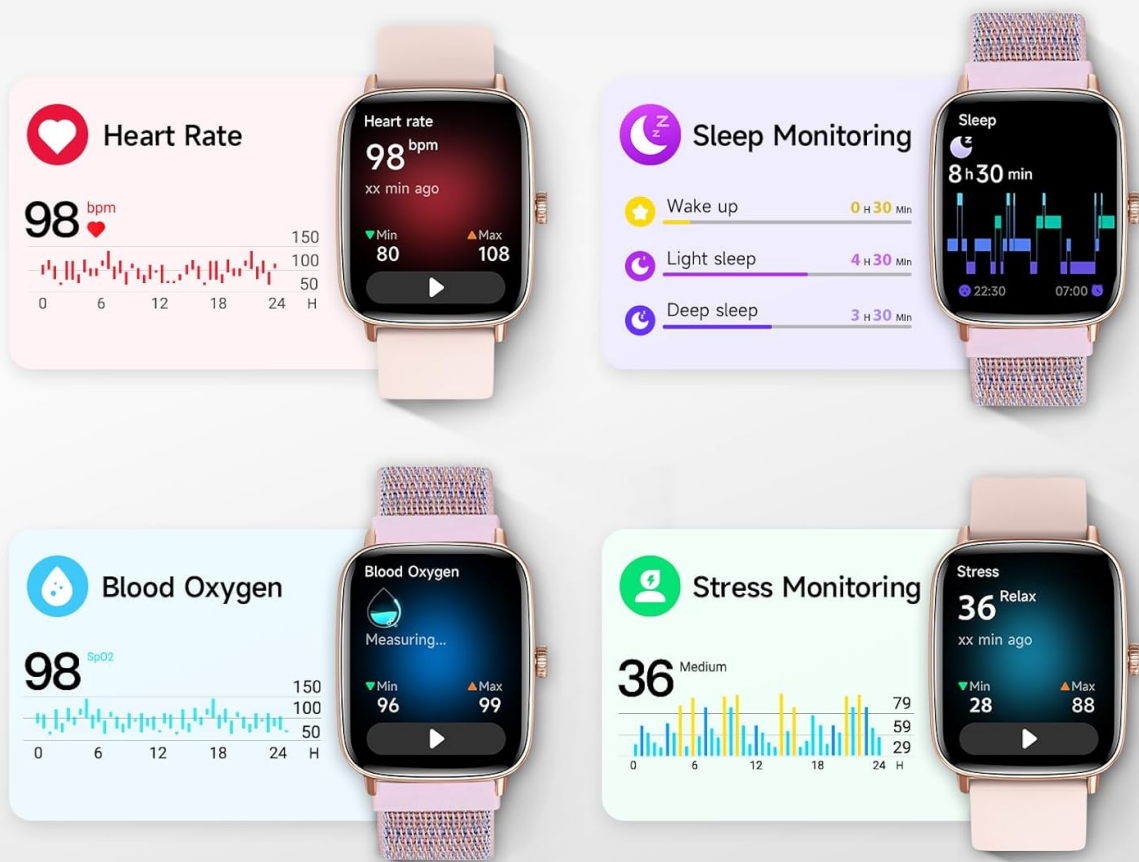 Heart Rate
98 bpm
150
100
50
0 6 12 18 24 H
Heart rate
98 bpm
xx min ago
Min Max
80 108
Sleep Monitoring
Wake up 0 H 30 Min
Light sleep 4 H 30 Min
Deep sleep 3 H 30 Min
Sleep
8 h 30 min
22:30 07:00
Blood Oxygen
98 SpO2
150
100
50
0 6 12 18 24 H
Blood Oxygen
Measuring...
Min Max
96 99
Stress Monitoring
36 Medium
79
59
29
0 6 12 18 24 H
Stress
36 Relax
xx min ago
Min Max
28 88